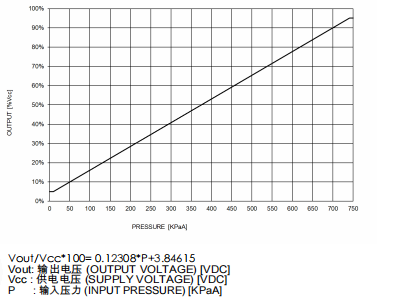 100%
90%
80%
70%
60%
50%
40%
30%
20%
10%
0%
OUTPUT [%Vcc]
0 50 100 150 200 250 300 350 400 450 500 550 600 650 700 750
PRESSURE [KPaA]
Vout/Vcc*100= 0.12308*P+3.84615
Vout: 输出电压 (OUTPUT VOLTAGE) [VDC]
Vcc : 供电电压 (SUPPLY VOLTAGE) [VDC]
P : 输入压力 (INPUT PRESSURE) [KPaA]